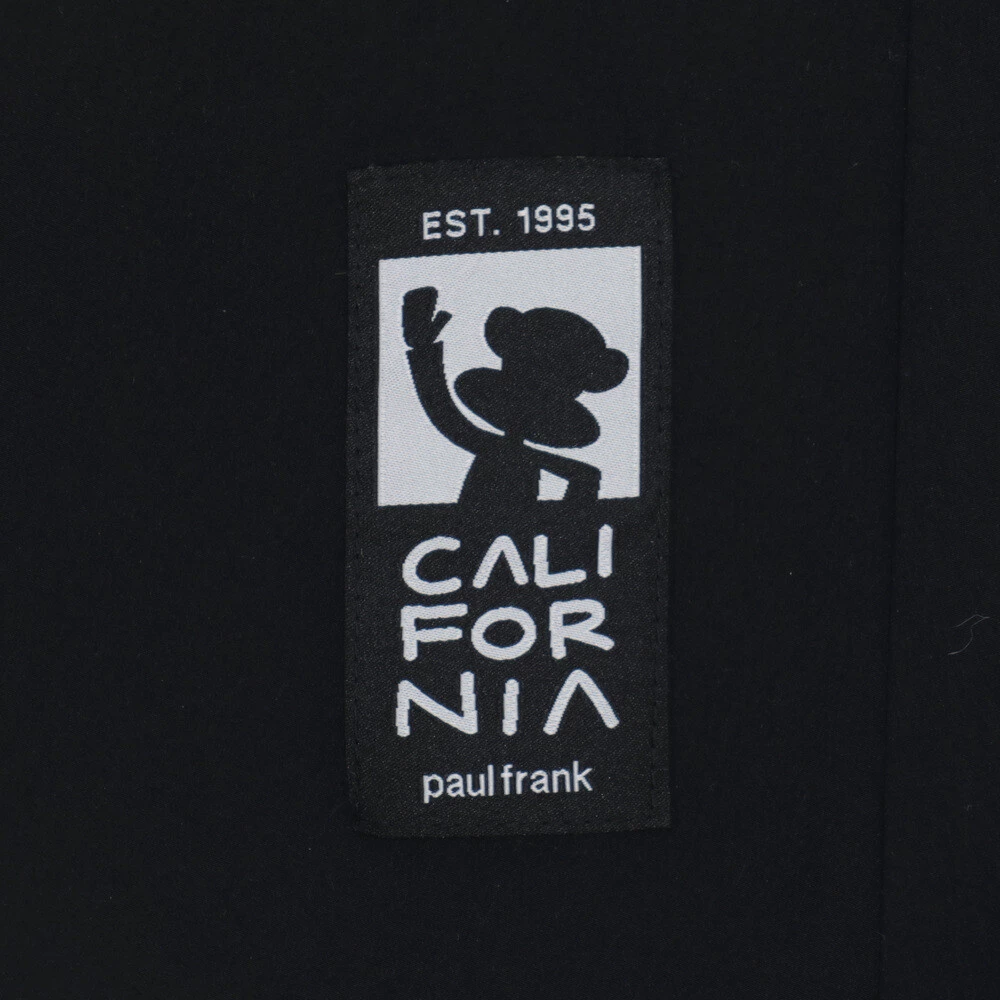 EST. 1995
CALI
FOR
NIA
paul frank